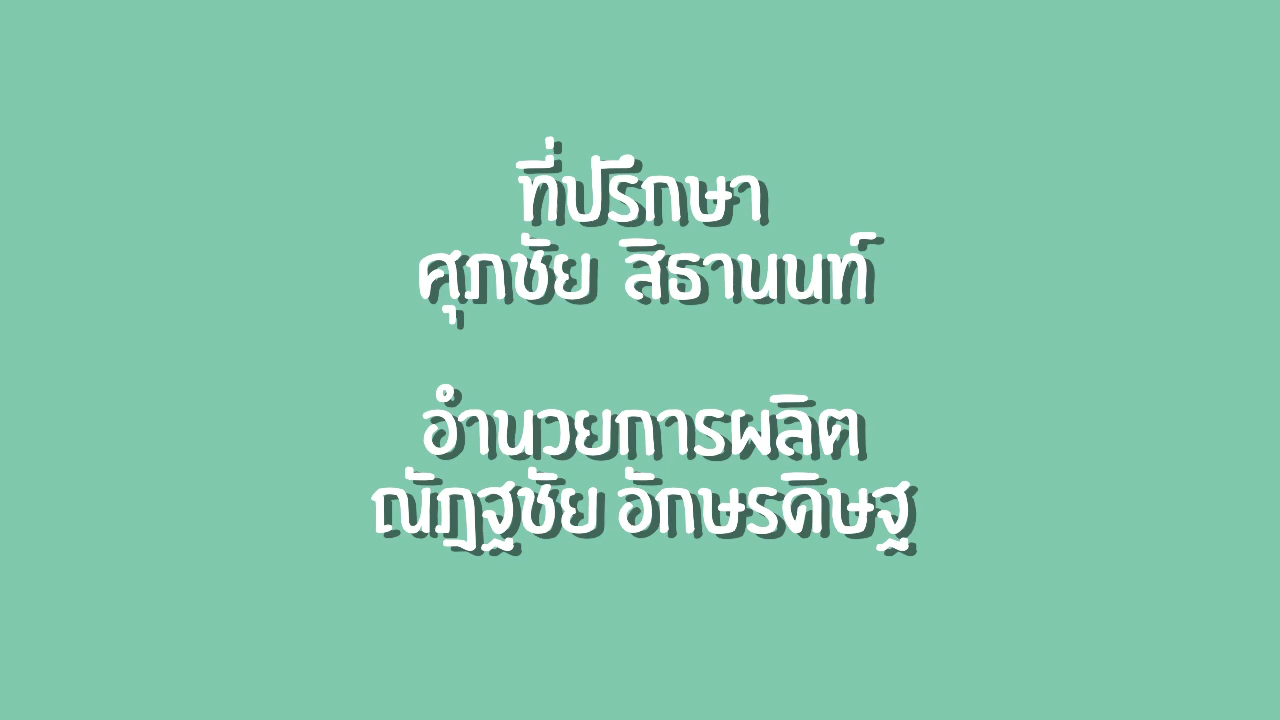 ที่ปรึกษา
ศุภชัย สิธานนท์
อำนวยการผลิต
ณัฏฐชัย อักษรดิษฐ